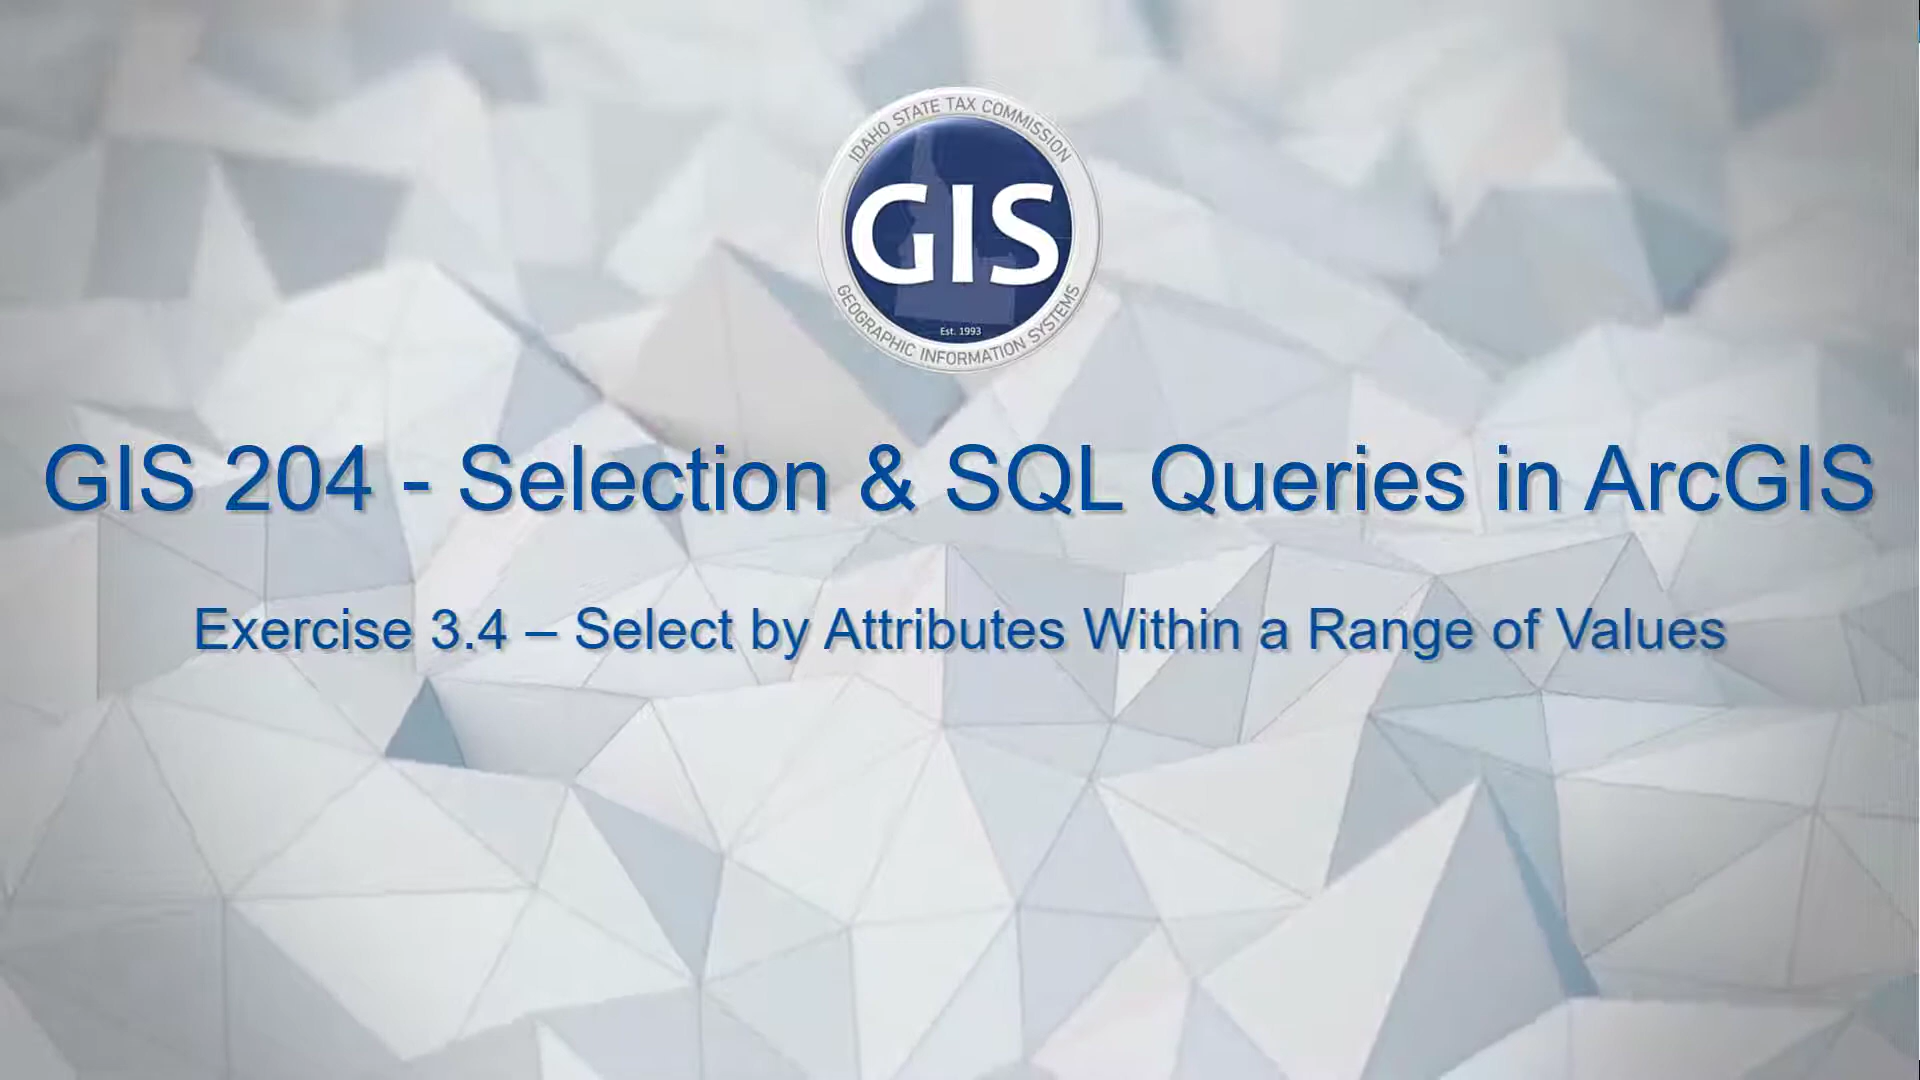 IDAHO STATE TAX COMMISSION
GIS
Est. 1993
GEOGRAPHIC INFORMATION SYSTEMS
GIS 204 - Selection & SQL Queries in ArcGIS
Exercise 3.4 – Select by Attributes Within a Range of Values